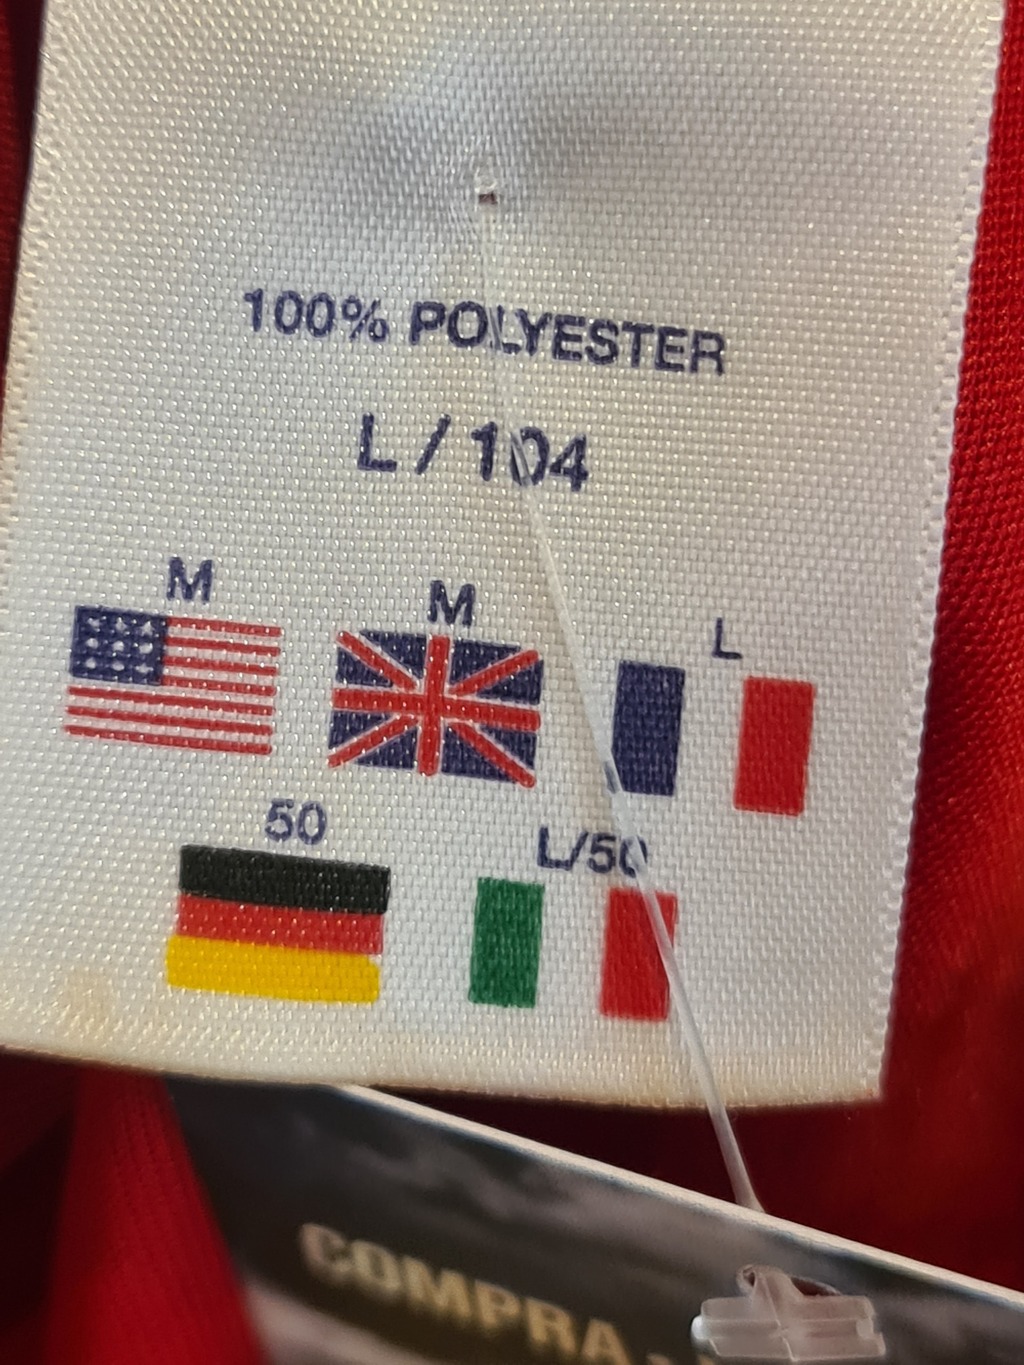 100% POLYESTER
L / 104
M M L
50 L/50
COMPRA